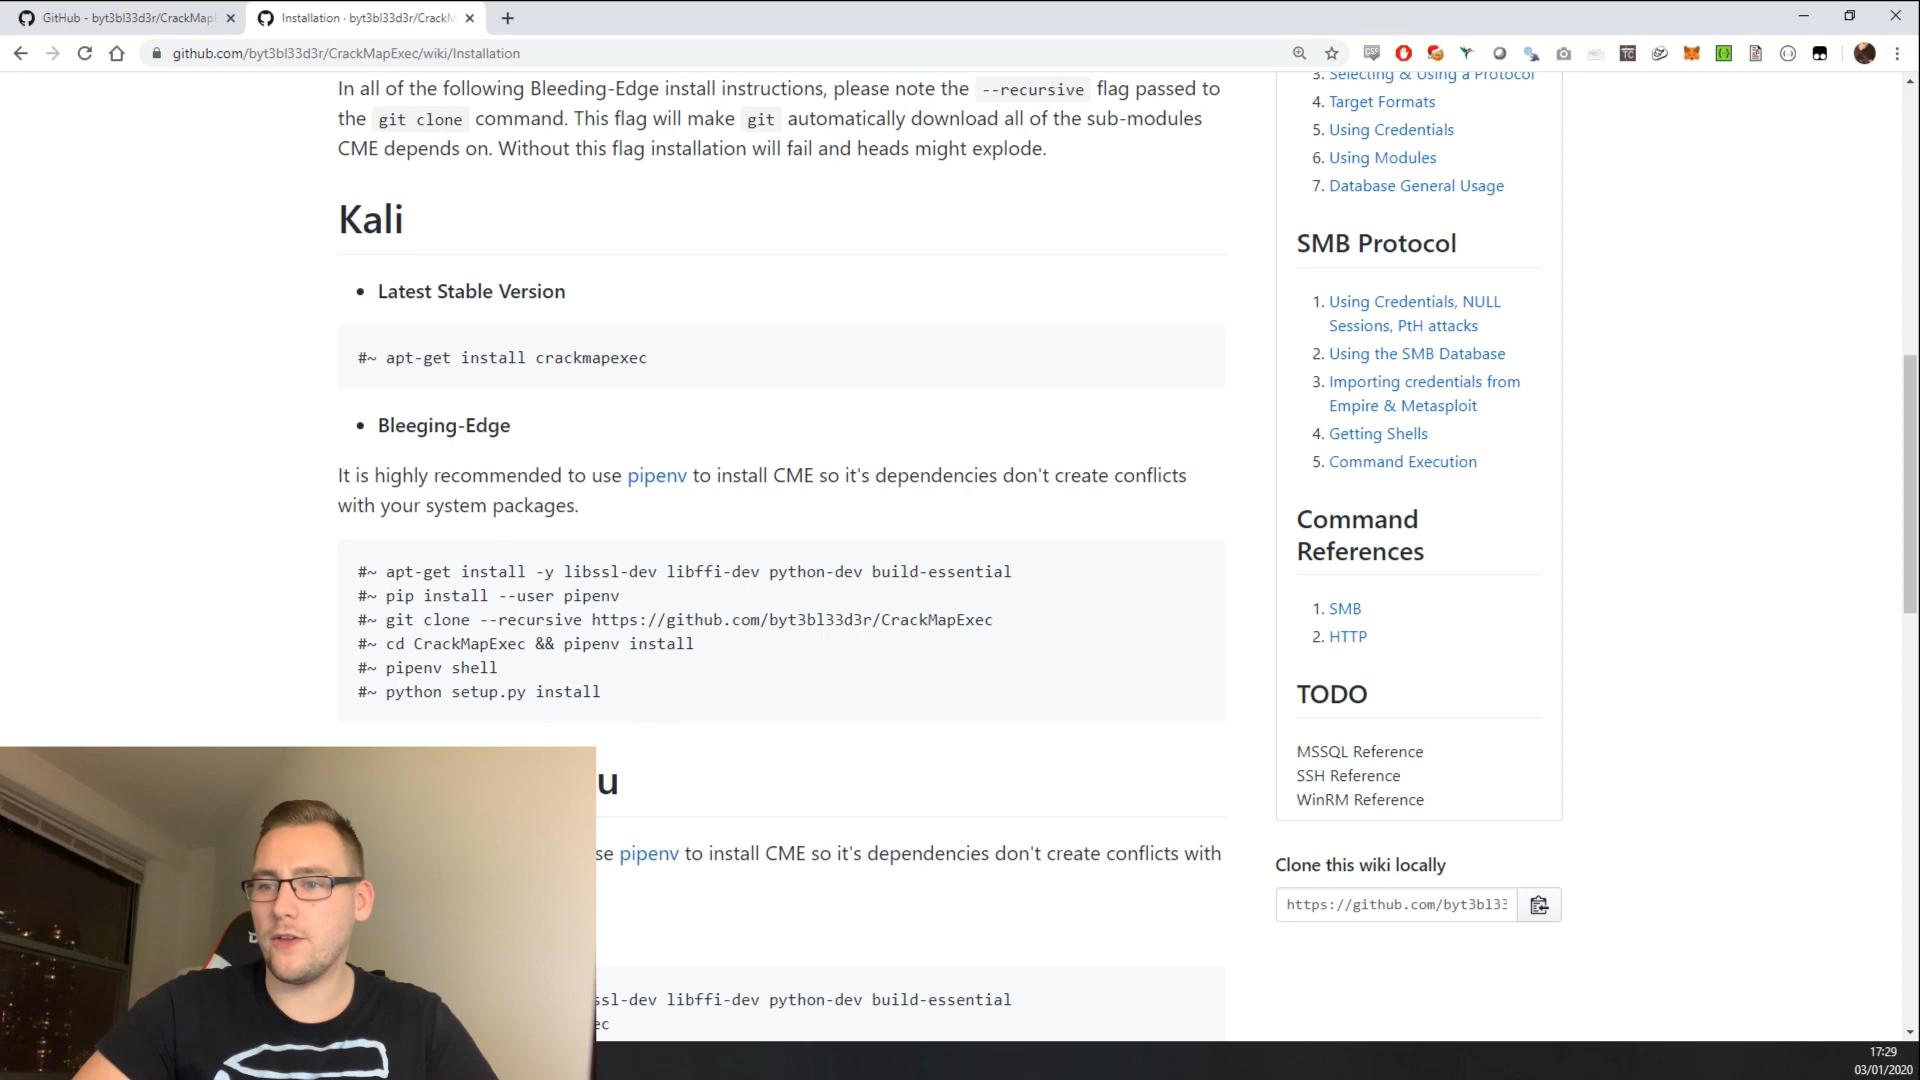 GitHub - byt3bl33d3r/CrackMapE
Installation · byt3bl33d3r/CrackM
github.com/byt3bl33d3r/CrackMapExec/wiki/Installation
In all of the following Bleeding-Edge install instructions, please note the --recursive flag passed to
the git clone command. This flag will make git automatically download all of the sub-modules
CME depends on. Without this flag installation will fail and heads might explode.
Kali
Latest Stable Version
#~ apt-get install crackmapexec
Bleeging-Edge
It is highly recommended to use pipenv to install CME so it's dependencies don't create conflicts
with your system packages.
#~ apt-get install -y libssl-dev libffi-dev python-dev build-essential
#~ pip install --user pipenv
#~ git clone --recursive https://github.com/byt3bl33d3r/CrackMapExec
#~ cd CrackMapExec && pipenv install
#~ pipenv shell
#~ python setup.py install
u
se pipenv to install CME so it's dependencies don't create conflicts with
ssl-dev libffi-dev python-dev build-essential
ec
3. Selecting & Using a Protocol
4. Target Formats
5. Using Credentials
6. Using Modules
7. Database General Usage
SMB Protocol
1. Using Credentials, NULL
Sessions, PtH attacks
2. Using the SMB Database
3. Importing credentials from
Empire & Metasploit
4. Getting Shells
5. Command Execution
Command
References
1. SMB
2. HTTP
TODO
MSSQL Reference
SSH Reference
WinRM Reference
Clone this wiki locally
https://github.com/byt3bl33
17:29
03/01/2020